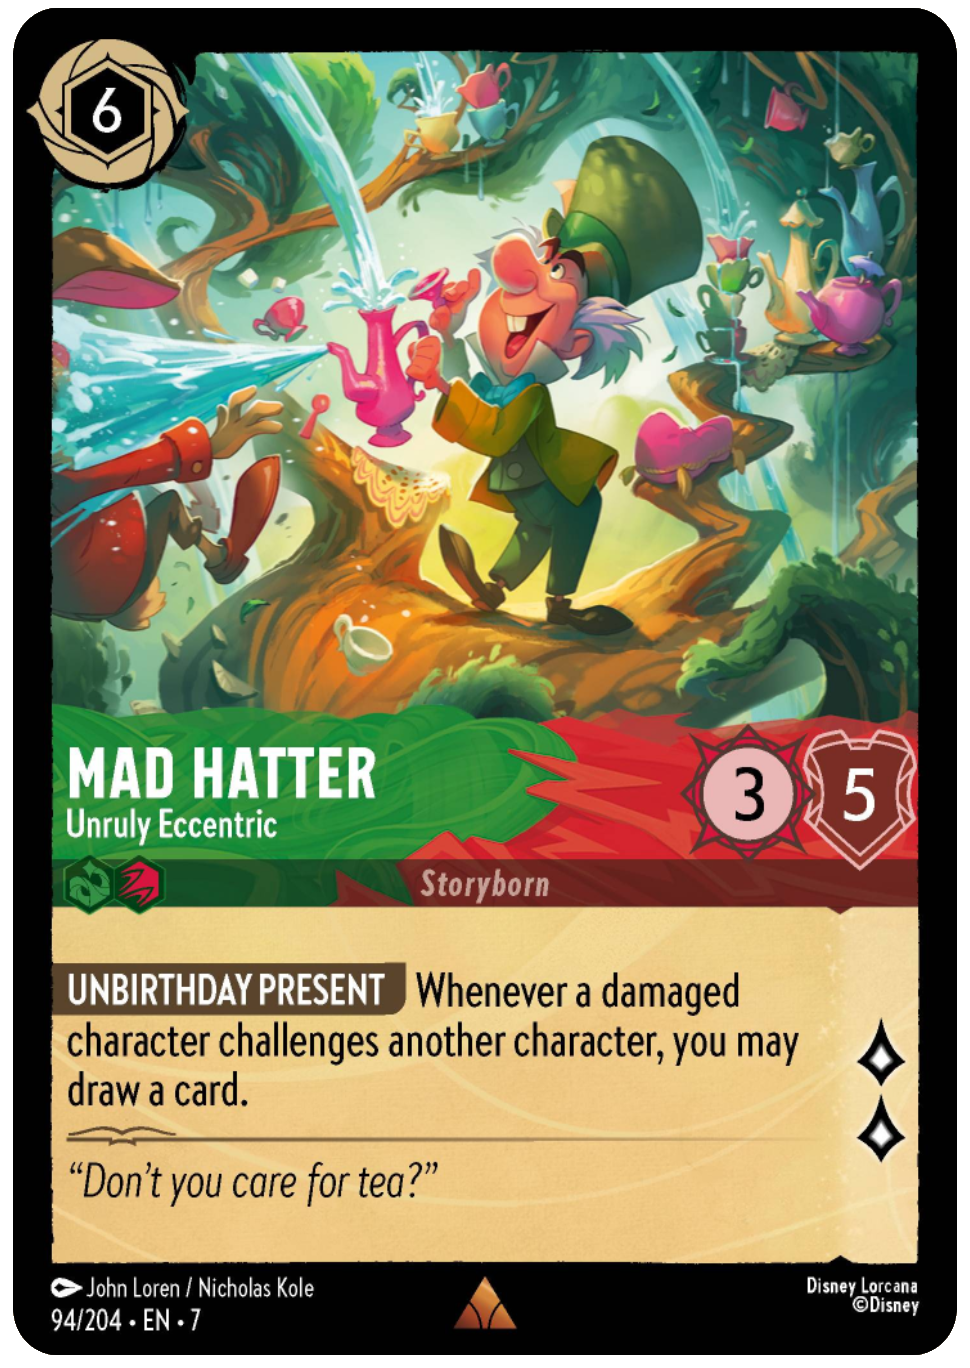 6
MAD HATTER
Unruly Eccentric
3
5
Storyborn
UNBIRTHDAY PRESENT Whenever a damaged
character challenges another character, you may
draw a card.
“Don’t you care for tea?”
John Loren / Nicholas Kole
94/204 • EN • 7
Disney Lorcana
©Disney